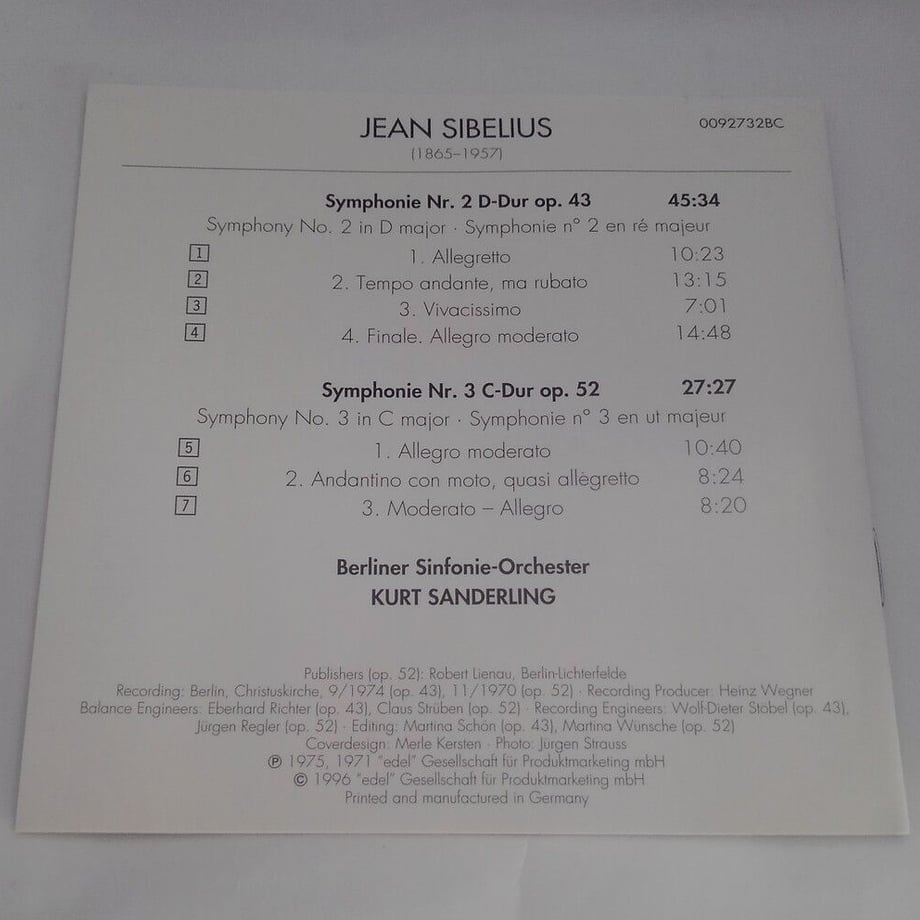 JEAN SIBELIUS 0092732BC
(1865–1957)
Symphonie Nr. 2 D-Dur op. 43 45:34
Symphony No. 2 in D major · Symphonie n° 2 en ré majeur
1 1. Allegretto 10:23
2 2. Tempo andante, ma rubato 13:15
3 3. Vivacissimo 7:01
4 4. Finale. Allegro moderato 14:48
Symphonie Nr. 3 C-Dur op. 52 27:27
Symphony No. 3 in C major · Symphonie n° 3 en ut majeur
5 1. Allegro moderato 10:40
6 2. Andantino con moto, quasi allegretto 8:24
7 3. Moderato – Allegro 8:20
Berliner Sinfonie-Orchester
KURT SANDERLING
Publishers (op. 52): Robert Lienau, Berlin-Lichterfelde
Recording: Berlin, Christuskirche, 9/1974 (op. 43), 11/1970 (op. 52) · Recording Producer: Heinz Wegner
Balance Engineers: Eberhard Richter (op. 43), Claus Strüben (op. 52) · Recording Engineers: Wolf-Dieter Stöbel (op. 43),
Jürgen Regler (op. 52) · Editing: Martina Schön (op. 43), Martina Wunsche (op. 52)
Coverdesign: Merle Kersten · Photo: Jürgen Strauss
℗ 1975, 1971 "edel" Gesellschaft für Produktmarketing mbH
© 1996 "edel" Gesellschaft für Produktmarketing mbH
Printed and manufactured in Germany